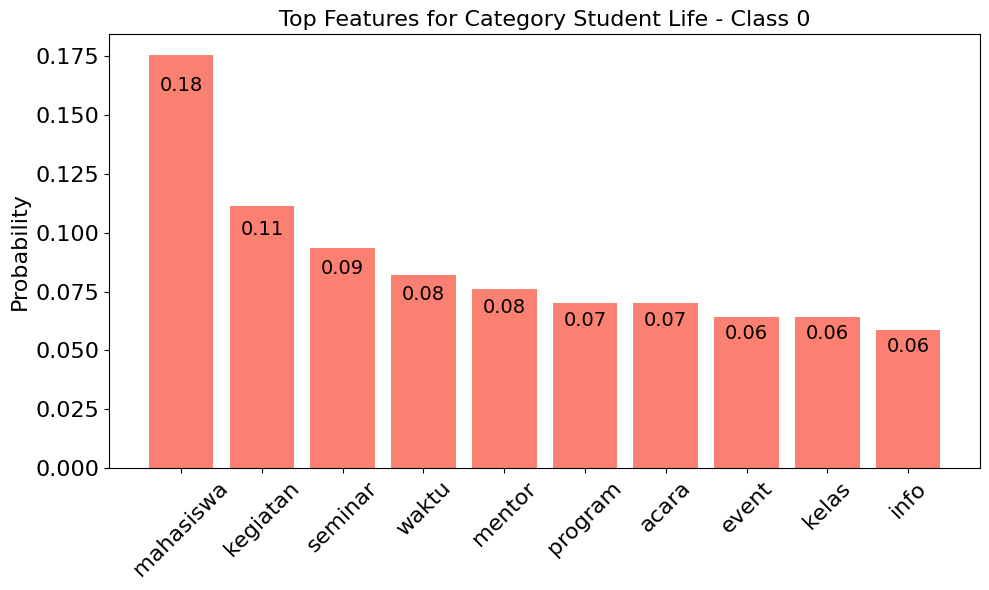 Top Features for Category Student Life - Class 0
Probability
0.175
0.150
0.125
0.100
0.075
0.050
0.025
0.000
0.18
0.11
0.09
0.08
0.08
0.07
0.07
0.06
0.06
0.06
mahasiswa
kegiatan
seminar
waktu
mentor
program
acara
event
kelas
info